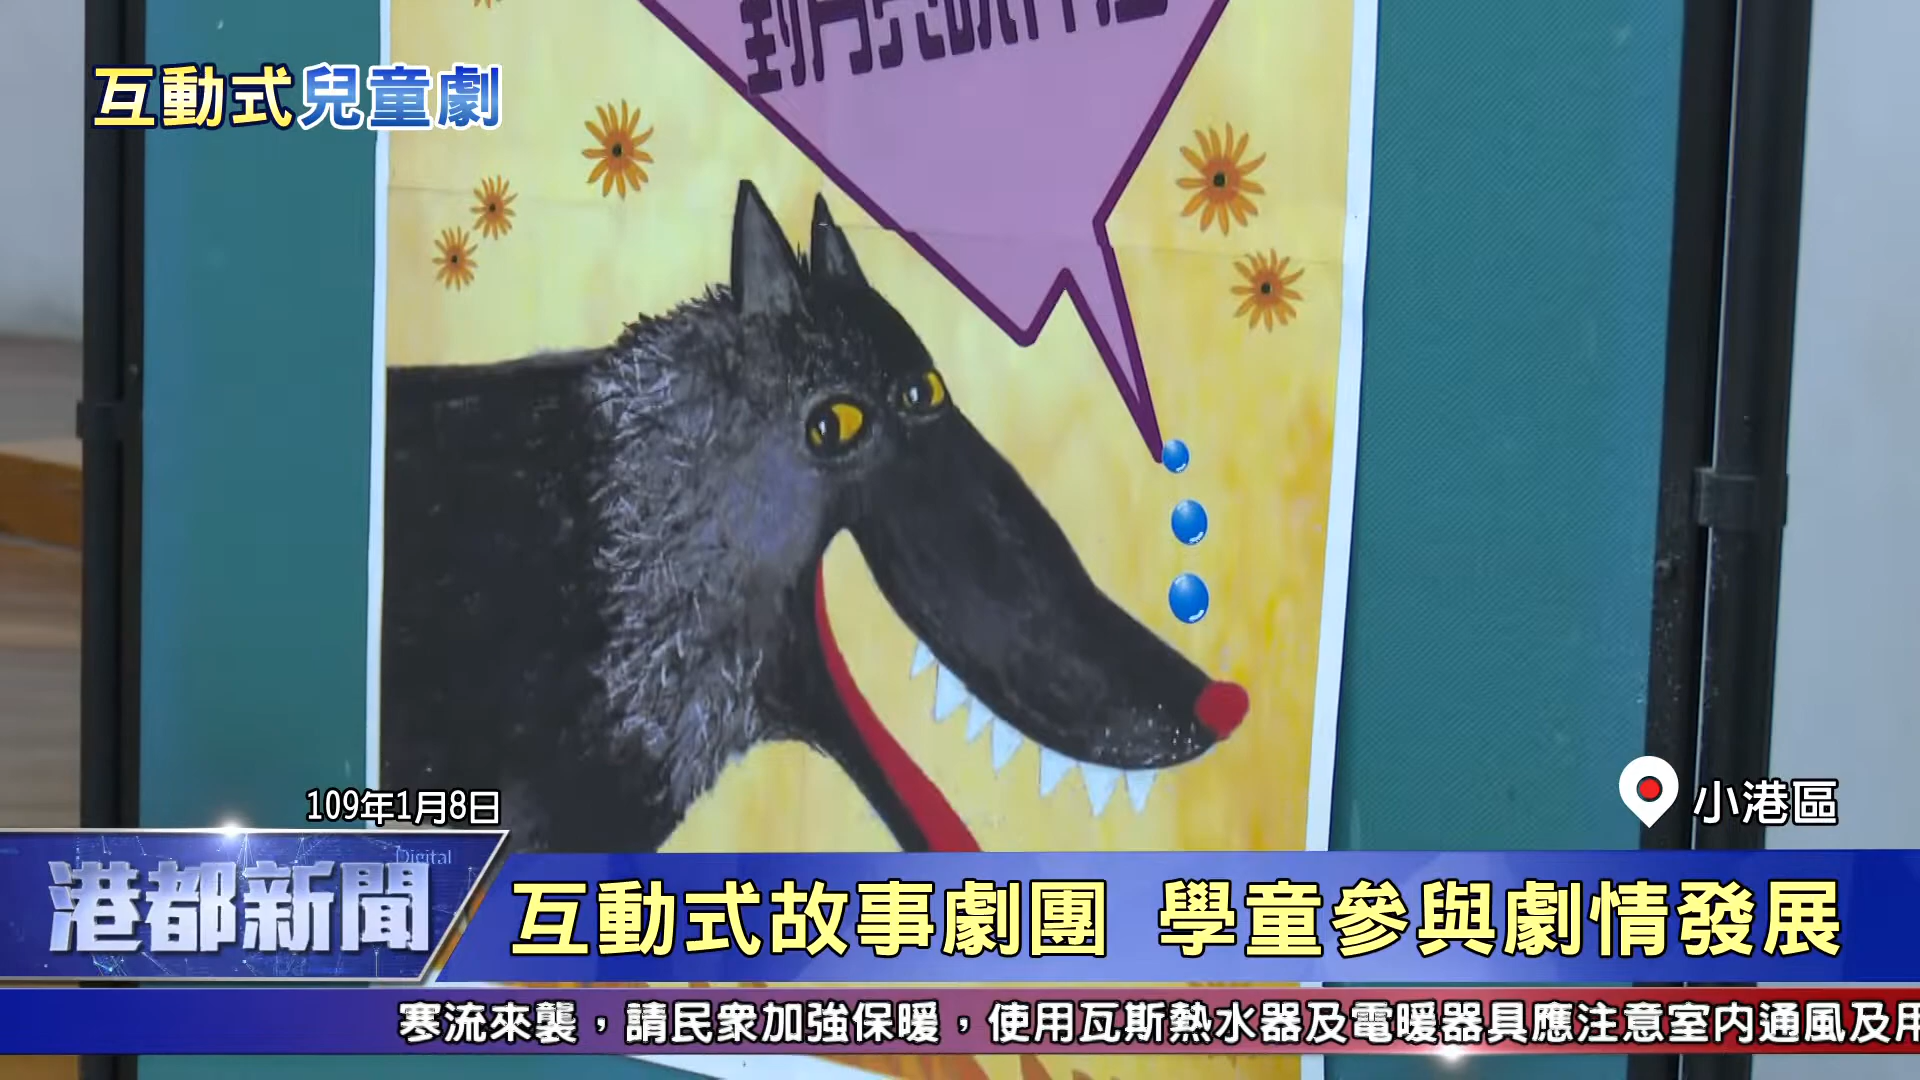 互動式兒童劇
109年1月8日
小港區
Digital
港都新聞
互動式故事劇團 學童參與劇情發展
寒流來襲，請民眾加強保暖，使用瓦斯熱水器及電暖器具應注意室內通風及用